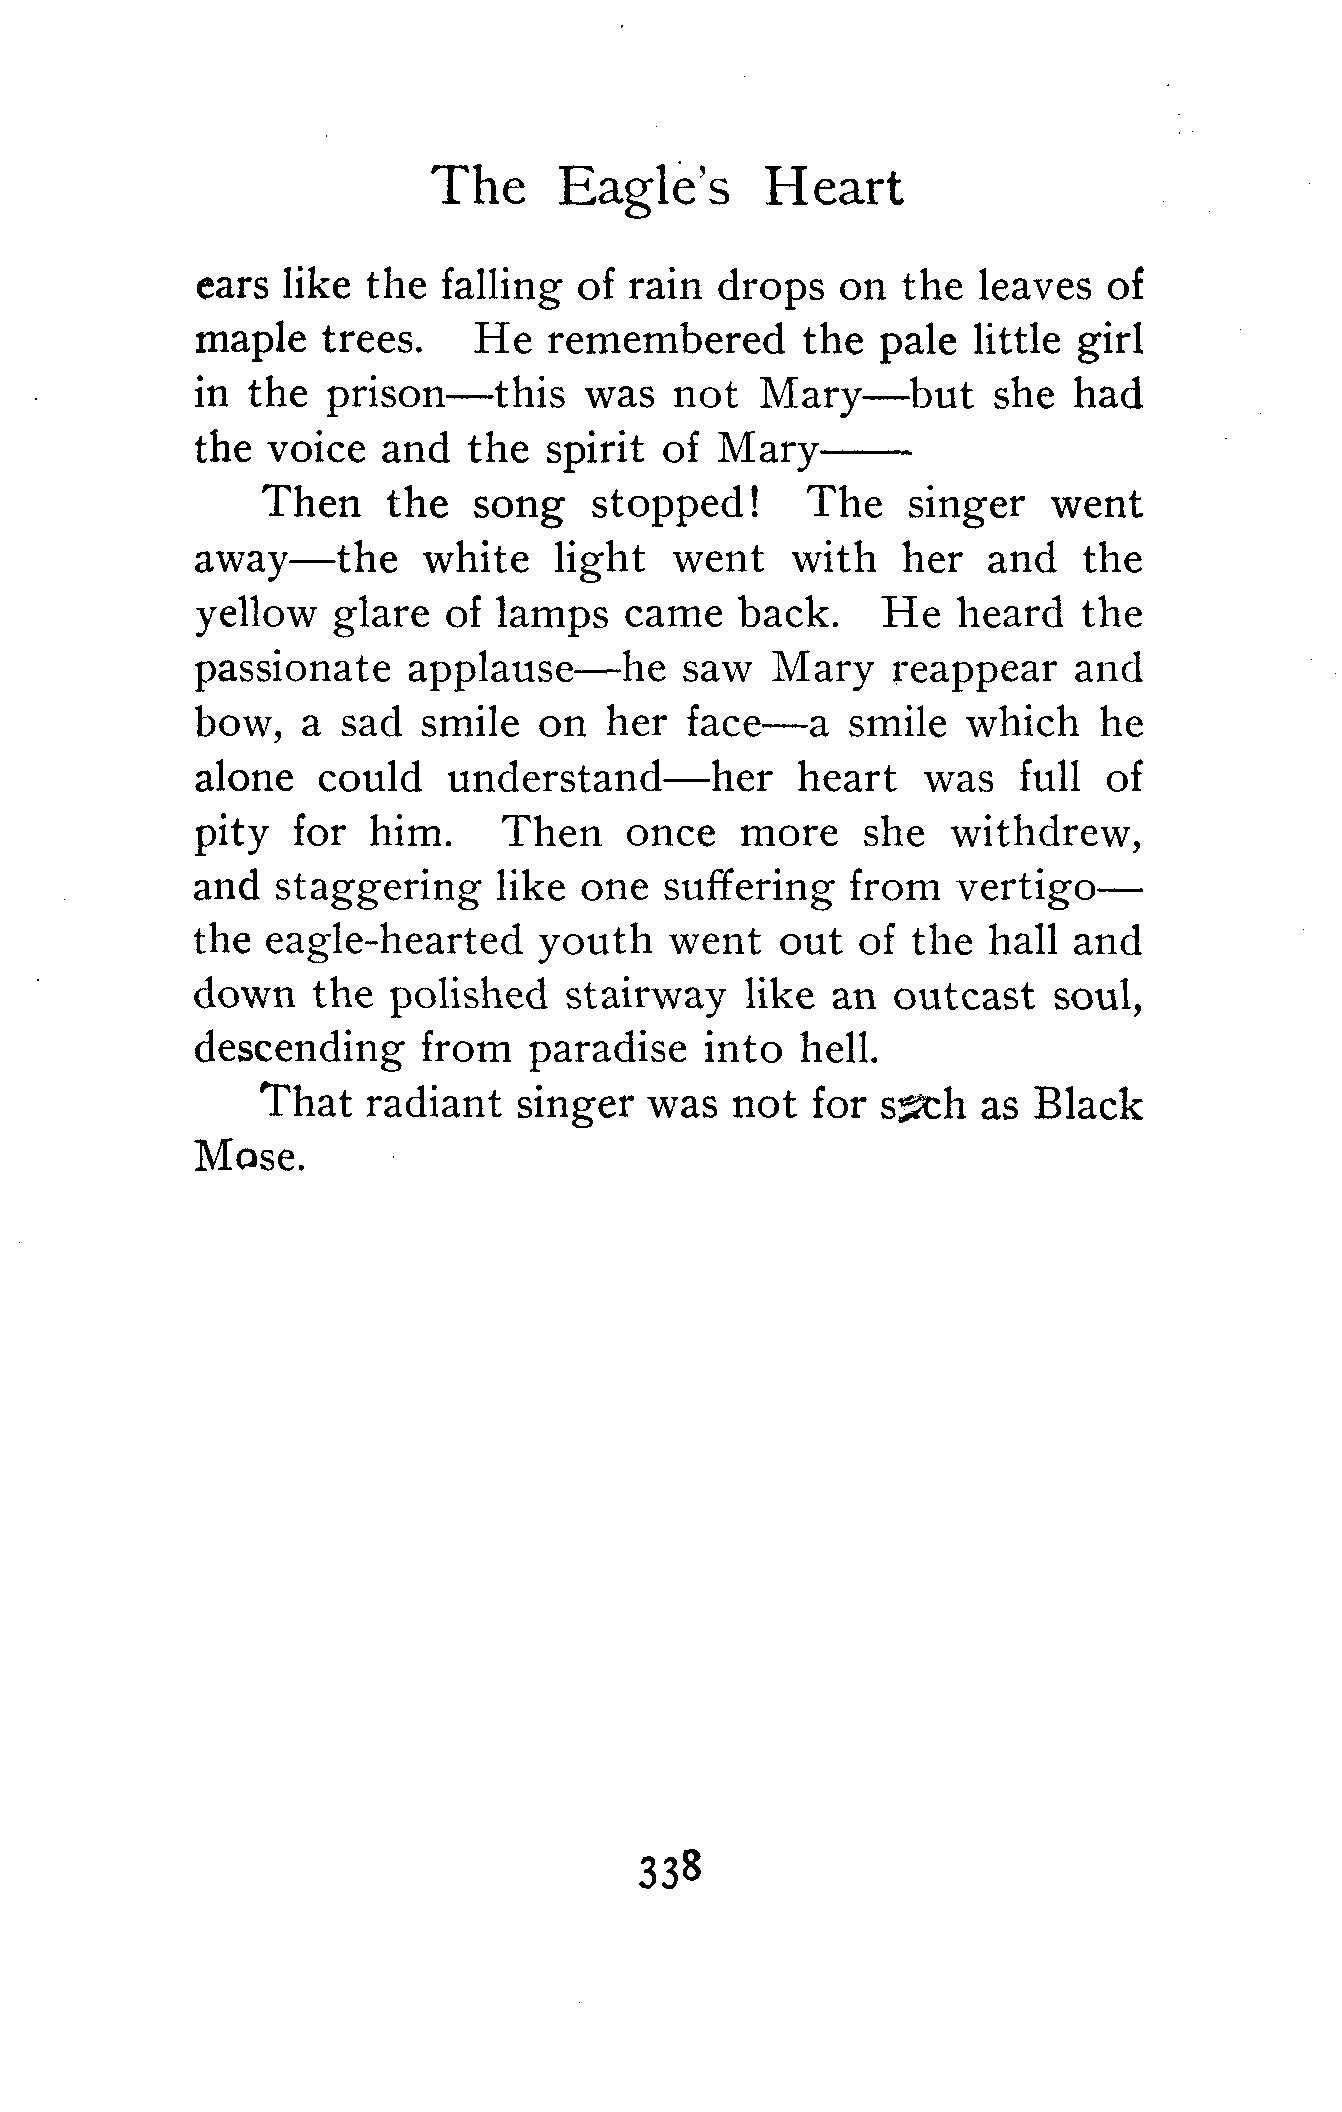 The Eagle's Heart
ears like the falling of rain drops on the leaves of
maple trees. He remembered the pale little girl
in the prison—this was not Mary—but she had
the voice and the spirit of Mary——
Then the song stopped! The singer went
away—the white light went with her and the
yellow glare of lamps came back. He heard the
passionate applause—he saw Mary reappear and
bow, a sad smile on her face—a smile which he
alone could understand—her heart was full of
pity for him. Then once more she withdrew,
and staggering like one suffering from vertigo—
the eagle-hearted youth went out of the hall and
down the polished stairway like an outcast soul,
descending from paradise into hell.
That radiant singer was not for such as Black
Mose.
338